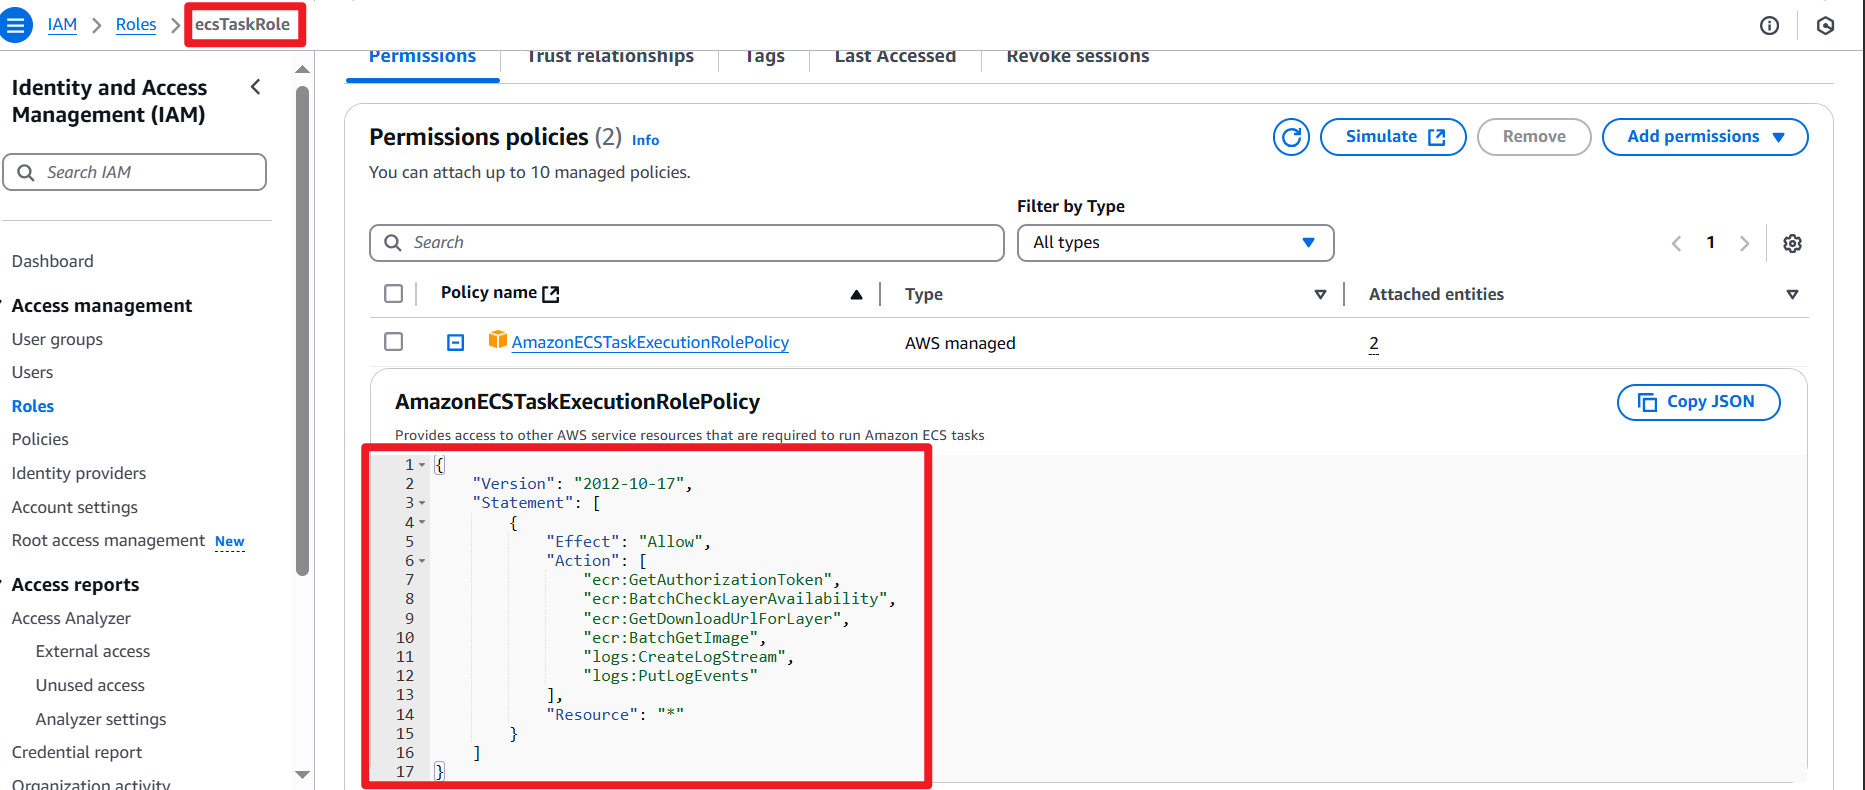 IAM > Roles > ecsTaskRole
Identity and Access
Management (IAM)
Search IAM
Dashboard
Access management
User groups
Users
Roles
Policies
Identity providers
Account settings
Root access management New
Access reports
Access Analyzer
External access
Unused access
Analyzer settings
Credential report
Organization activity
Permissions
Trust relationships
Tags
Last Accessed
Revoke sessions
Permissions policies (2) Info
Simulate
Remove
Add permissions
You can attach up to 10 managed policies.
Filter by Type
Search
All types
1
Policy name
Type
Attached entities
AmazonECSTaskExecutionRolePolicy
AWS managed
2
AmazonECSTaskExecutionRolePolicy
Copy JSON
Provides access to other AWS service resources that are required to run Amazon ECS tasks
1 {
2 "Version": "2012-10-17",
3 "Statement": [
4 {
5 "Effect": "Allow",
6 "Action": [
7 "ecr:GetAuthorizationToken",
8 "ecr:BatchCheckLayerAvailability",
9 "ecr:GetDownloadUrlForLayer",
10 "ecr:BatchGetImage",
11 "logs:CreateLogStream",
12 "logs:PutLogEvents"
13 ],
14 "Resource": "*"
15 }
16 ]
17 }